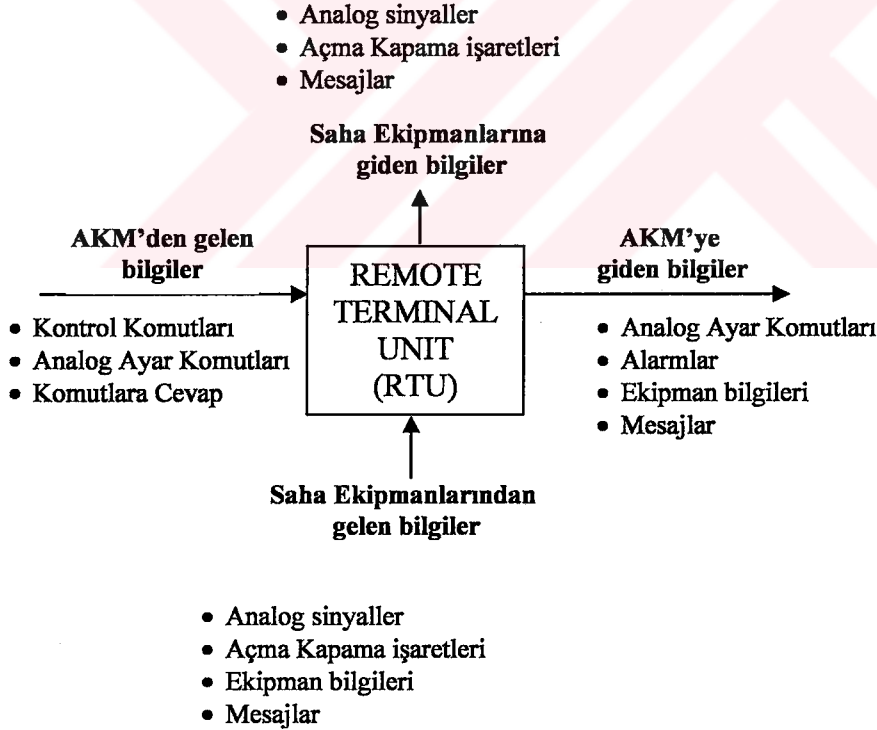 • Analog sinyaller
• Açma Kapama işaretleri
• Mesajlar
Saha Ekipmanlarına
giden bilgiler
AKM'den gelen
bilgiler
• Kontrol Komutları
• Analog Ayar Komutları
• Komutlara Cevap
REMOTE
TERMINAL
UNIT
(RTU)
AKM'ye
giden bilgiler
• Analog Ayar Komutları
• Alarmlar
• Ekipman bilgileri
• Mesajlar
Saha Ekipmanlarından
gelen bilgiler
• Analog sinyaller
• Açma Kapama işaretleri
• Ekipman bilgileri
• Mesajlar